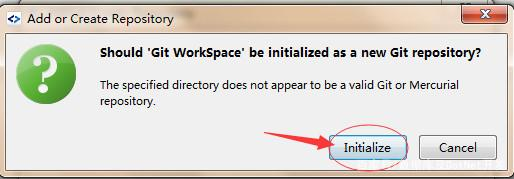 Add or Create Repository
Should 'Git WorkSpace' be initialized as a new Git repository?
The specified directory does not appear to be a valid Git or Mercurial
repository.
Initialize
Cancel